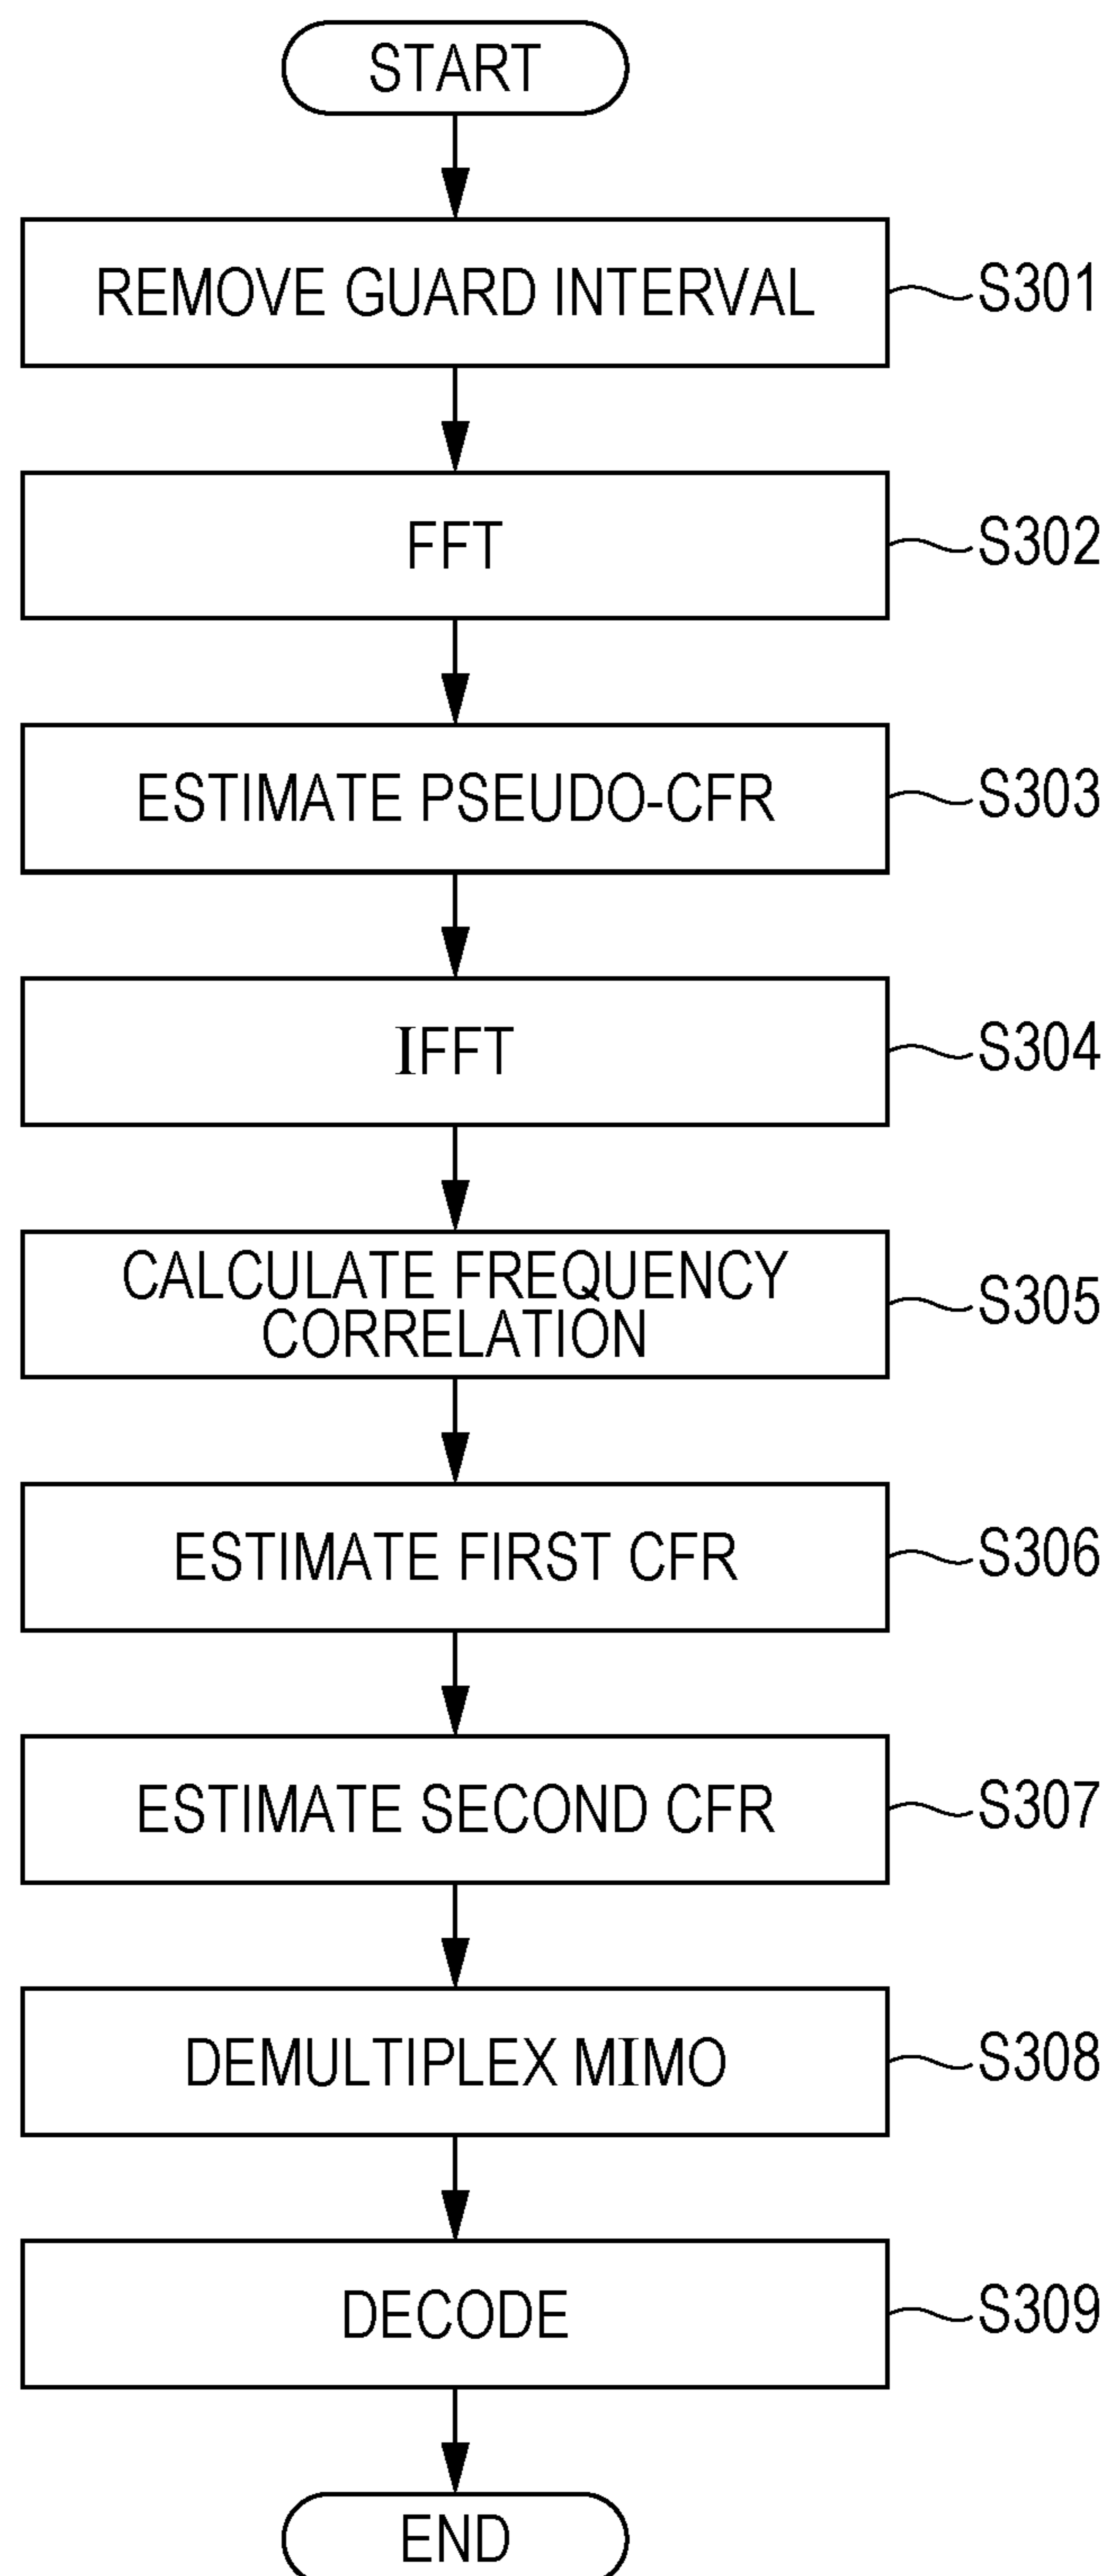 START
REMOVE GUARD INTERVAL
S301
FFT
S302
ESTIMATE PSEUDO-CFR
S303
IFFT
S304
CALCULATE FREQUENCY
CORRELATION
S305
ESTIMATE FIRST CFR
S306
ESTIMATE SECOND CFR
S307
DEMULTIPLEX MIMO
S308
DECODE
S309
END